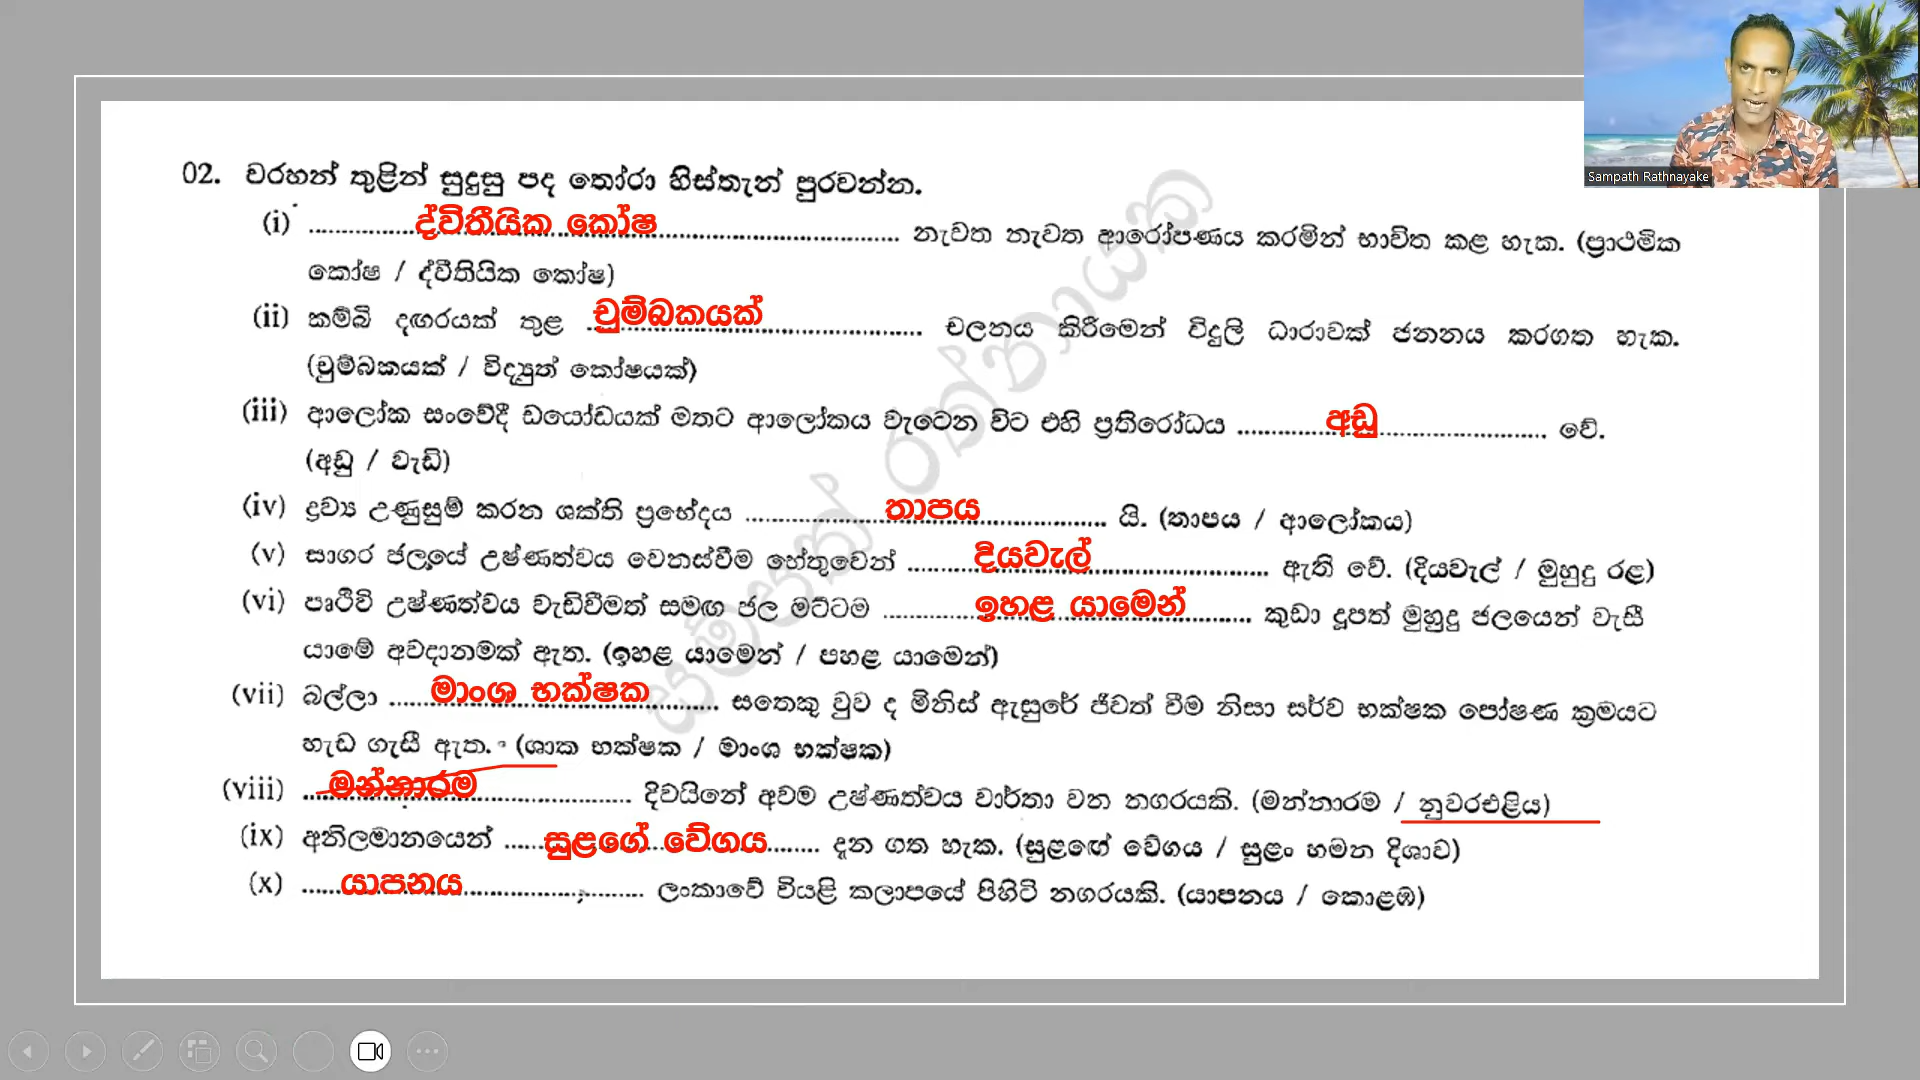 Sampath Rathnayake
02. වරහන් තුළින් සුදුසු පද තෝරා හිස්තැන් පුරවන්න.
(i) ද්විතීයික කෝෂ නැවත නැවත ආරෝපණය කරමින් භාවිත කළ හැක. (ප්‍රාථමික
කෝෂ / ද්වීතියික කෝෂ)
(ii) කම්බි දඟරයක් තුළ චුම්බකයක් චලනය කිරීමෙන් විදුලි ධාරාවක් ජනනය කරගත හැක.
(චුම්බකයක් / විද්‍යුත් කෝෂයක්)
(iii) ආලෝක සංවේදී ඩයෝඩයක් මතට ආලෝකය වැටෙන විට එහි ප්‍රතිරෝධය අඩු වේ.
(අඩු / වැඩි)
(iv) ද්‍රව්‍ය උණුසුම් කරන ශක්ති ප්‍රභේදය තාපය යි. (තාපය / ආලෝකය)
(v) සාගර ජලයේ උෂ්ණත්වය වෙනස්වීම හේතුවෙන් දියවැල් ඇති වේ. (දියවැල් / මුහුදු රළ)
(vi) පෘථිවි උෂ්ණත්වය වැඩිවීමත් සමඟ ජල මට්ටම ඉහළ යාමෙන් කුඩා දූපත් මුහුදු ජලයෙන් වැසී
යාමේ අවදානමක් ඇත. (ඉහළ යාමෙන් / පහළ යාමෙන්)
(vii) බල්ලා මාංශ භක්ෂක සතෙකු වුව ද මිනිස් ඇසුරේ ජීවත් වීම නිසා සර්ව භක්ෂක පෝෂණ ක්‍රමයට
හැඩ ගැසී ඇත. (ශාක භක්ෂක / මාංශ භක්ෂක)
(viii) මන්නාරම දිවයිනේ අවම උෂ්ණත්වය වාර්තා වන නගරයකි. (මන්නාරම / නුවරඑළිය)
(ix) අනිලමානයෙන් සුළගේ වේගය දැන ගත හැක. (සුළඟේ වේගය / සුළං හමන දිශාව)
(x) යාපනය ලංකාවේ වියළි කලාපයේ පිහිටි නගරයකි. (යාපනය / කොළඹ)
සම්පත් රත්නායක